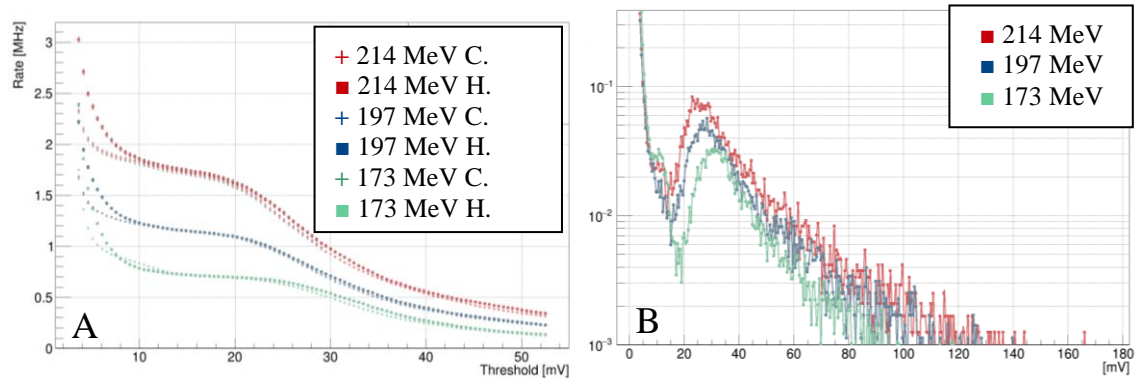 Rate [MHz]
3
2.5
2
1.5
1
0.5
0
10 20 30 40 50
Threshold [mV]
+ 214 MeV C.
■ 214 MeV H.
+ 197 MeV C.
■ 197 MeV H.
+ 173 MeV C.
■ 173 MeV H.
A
10⁻¹
10⁻²
10⁻³
0 20 40 60 80 100 120 140 160 180
[mV]
■ 214 MeV
■ 197 MeV
■ 173 MeV
B